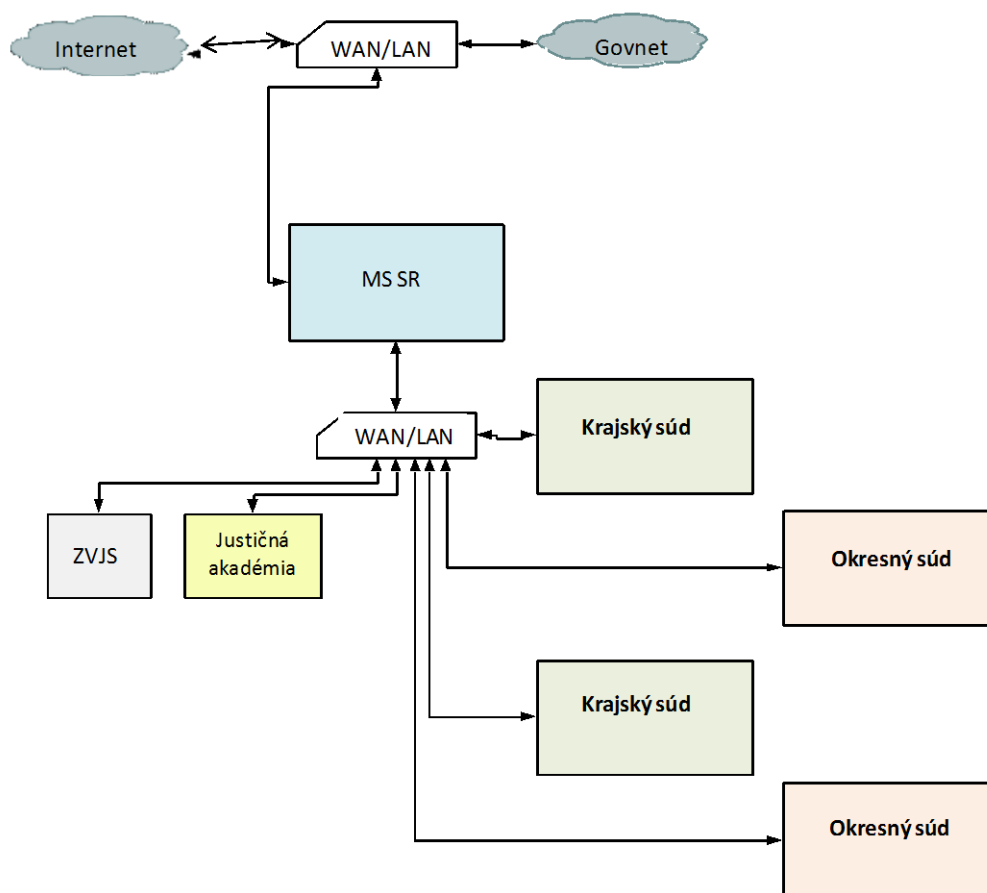 Internet
WAN/LAN
Govnet
MS SR
Krajský súd
WAN/LAN
ZVJS
Justičná
akadémia
Okresný súd
Krajský súd
Okresný súd